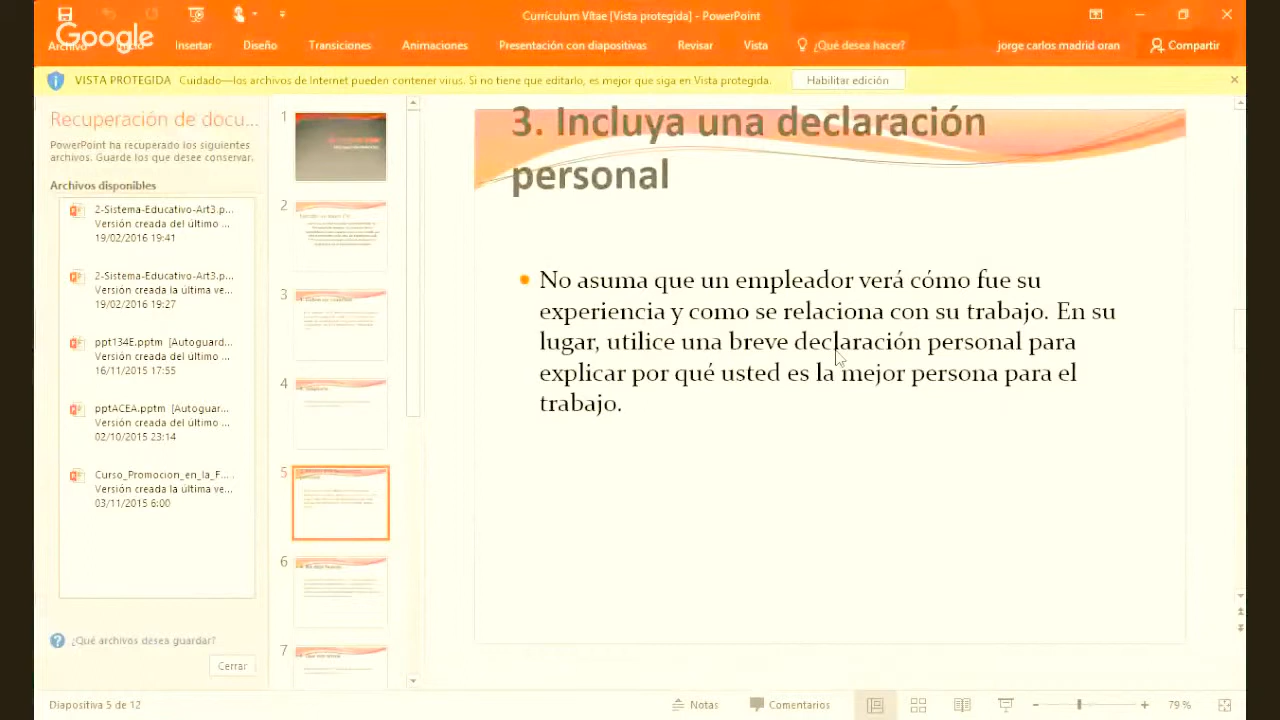 Currículum Vítae [Vista protegida] - PowerPoint
Google
Archivo
Insertar
Diseño
Transiciones
Animaciones
Presentación con diapositivas
Revisar
Vista
¿Qué desea hacer?
jorge carlos madrid oran
Compartir
VISTA PROTEGIDA Cuidado—los archivos de Internet pueden contener virus. Si no tiene que editarlo, es mejor que siga en Vista protegida.
Habilitar edición
Recuperación de docu...
PowerPoint ha recuperado los siguientes
archivos. Guarde los que desee conservar.
Archivos disponibles
2-Sistema-Educativo-Art3.p...
Versión creada del último ...
19/02/2016 19:41
2-Sistema-Educativo-Art3.p...
Versión creada la última ve...
19/02/2016 19:27
ppt134E.pptm [Autoguard...
Versión creada del último ...
16/11/2015 17:55
pptACEA.pptm [Autoguar...
Versión creada del último ...
02/10/2015 23:14
Curso_Promocion_en_la_F...
Versión creada la última ve...
03/11/2015 6:00
¿Qué archivos desea guardar?
Cerrar
1
2
3
4
5
6
7
3. Incluya una declaración
personal
No asuma que un empleador verá cómo fue su
experiencia y como se relaciona con su trabajo. En su
lugar, utilice una breve declaración personal para
explicar por qué usted es la mejor persona para el
trabajo.
Diapositiva 5 de 12
Notas
Comentarios
79 %